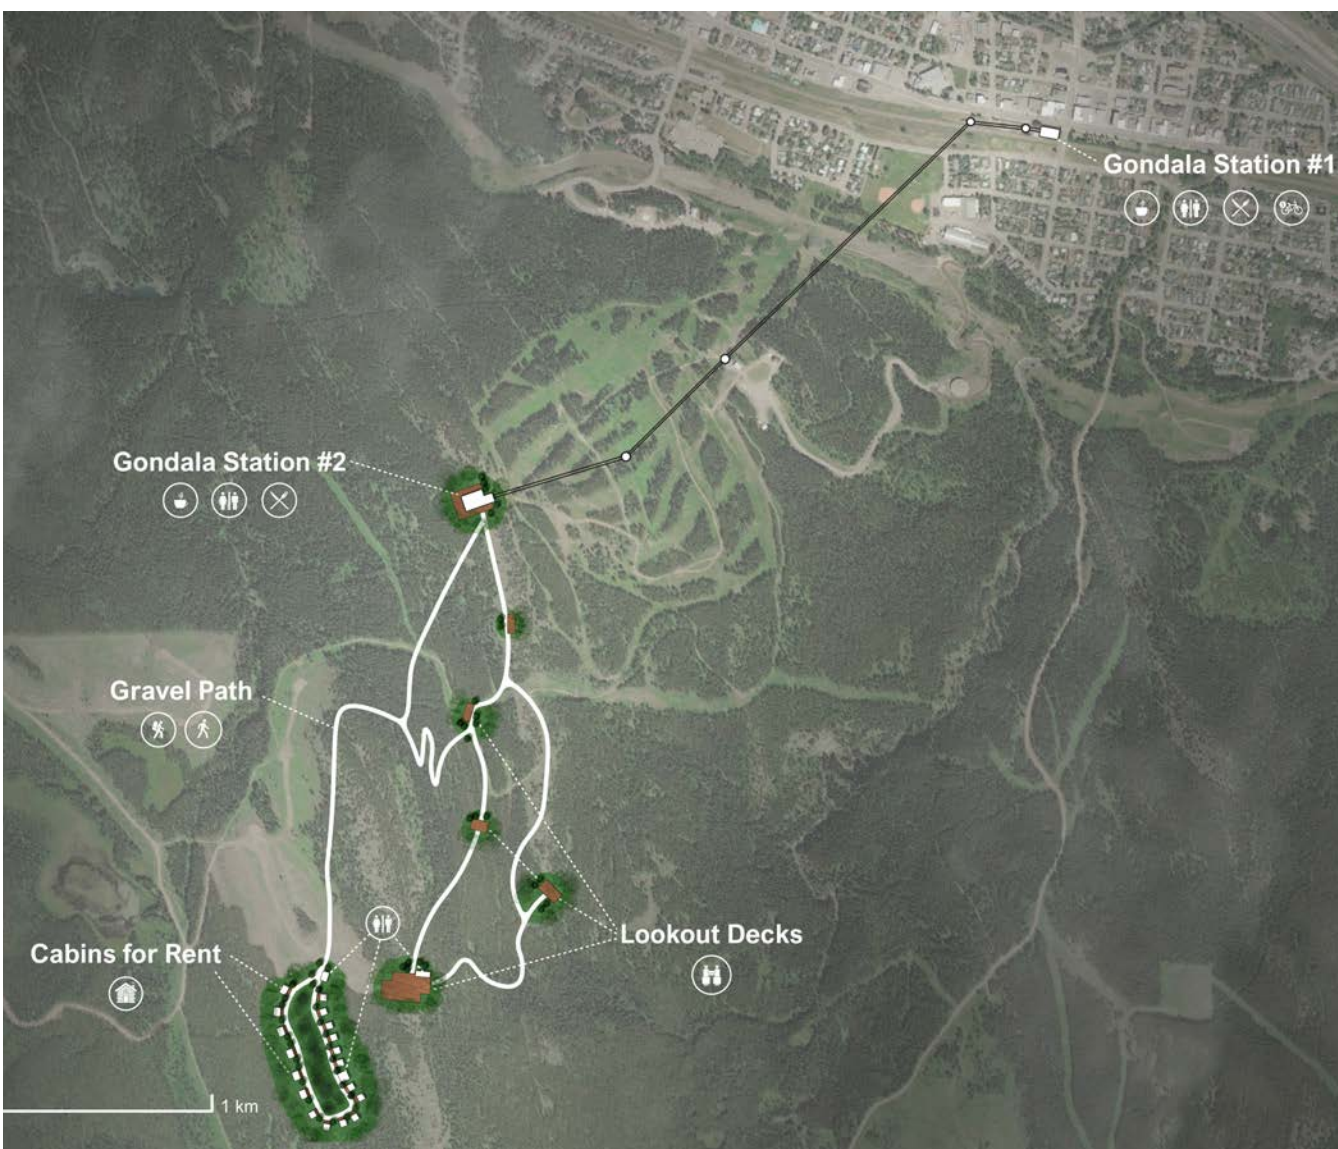 Gondala Station #1
Gondala Station #2
Gravel Path
Lookout Decks
Cabins for Rent
1 km